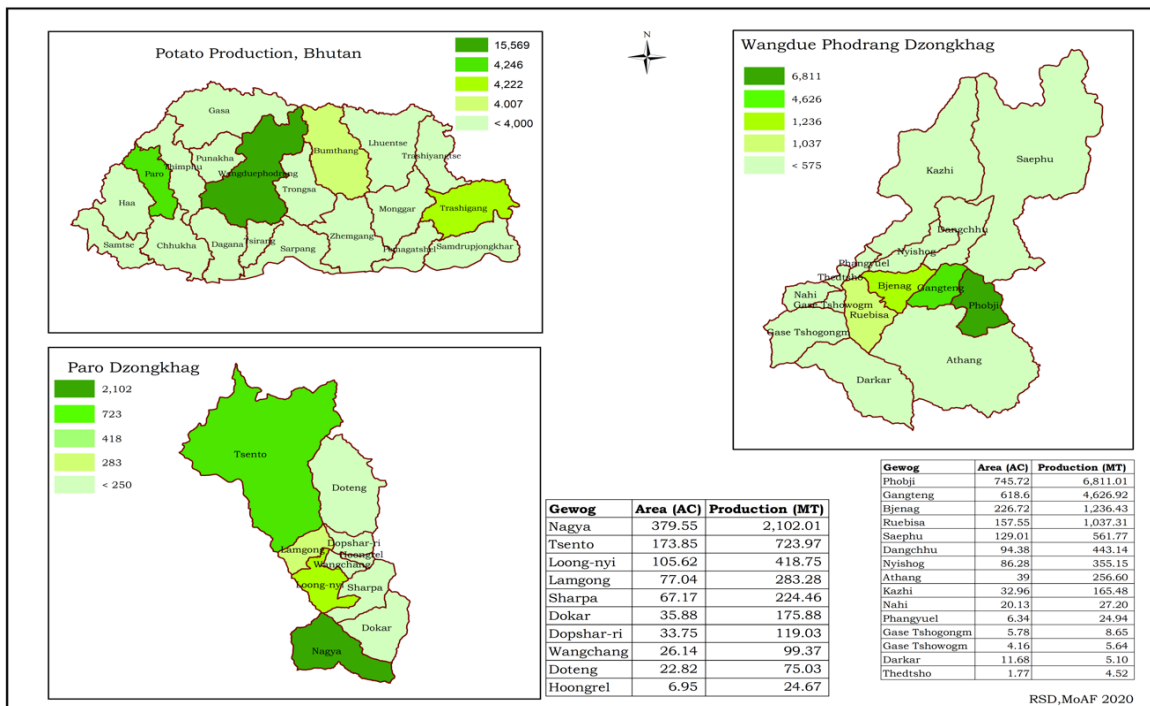 Potato Production, Bhutan
15,569
4,246
4,222
4.007
< 4,000
Gasa
Punakha
Thimphu
Paro
Haa
Wangduephodrang
Bumthang
Lhuentse
Trashiyangtse
Trongsa
Monggar
Trashigang
Samtse
Chhukha
Dagana
Tsirang
Sarpang
Zhemgang
Pemagatshel
Samdrupjongkhar
N
Wangdue Phodrang Dzongkhag
6,811
4,626
1,236
1,037
< 575
Kazhi
Saephu
Dangchhu
Nyishog
Phangyuel
Thedtsho
Bjenag
Gangteng
Phobji
Nahi
Gase Tshowogm
Ruebisa
Gase Tshogongm
Athang
Darkar
Paro Dzongkhag
2,102
723
418
283
< 250
Tsento
Doteng
Dopshar-ri
Hoongrel
Lamgong
Wangchang
Loong-nyi
Sharpa
Dokar
Nagya
Gewog Area (AC) Production (MT)
Nagya 379.55 2,102.01
Tsento 173.85 723.97
Loong-nyi 105.62 418.75
Lamgong 77.04 283.28
Sharpa 67.17 224.46
Dokar 35.88 175.88
Dopshar-ri 33.75 119.03
Wangchang 26.14 99.37
Doteng 22.82 75.03
Hoongrel 6.95 24.67
Gewog Area (AC) Production (MT)
Phobji 745.72 6,811.01
Gangteng 618.6 4,626.92
Bjenag 226.72 1,236.43
Ruebisa 157.55 1,037.31
Saephu 129.01 561.77
Dangchhu 94.38 443.14
Nyishog 86.28 355.15
Athang 39 256.60
Kazhi 32.96 165.48
Nahi 20.13 27.20
Phangyuel 6.34 24.94
Gase Tshogongm 5.78 8.65
Gase Tshowogm 4.16 5.64
Darkar 11.68 5.10
Thedtsho 1.77 4.52
RSD,MoAF 2020